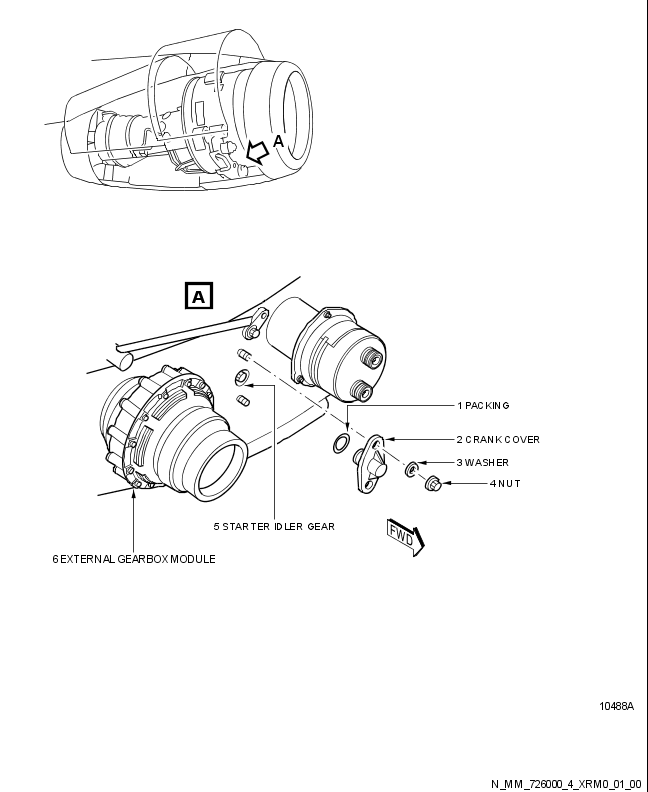 A
A
1 PACKING
2 CRANK COVER
3 WASHER
4 NUT
5 STARTER IDLER GEAR
FWD
6 EXTERNAL GEARBOX MODULE
10488A
N_MM_726000_4_XRM0_01_00